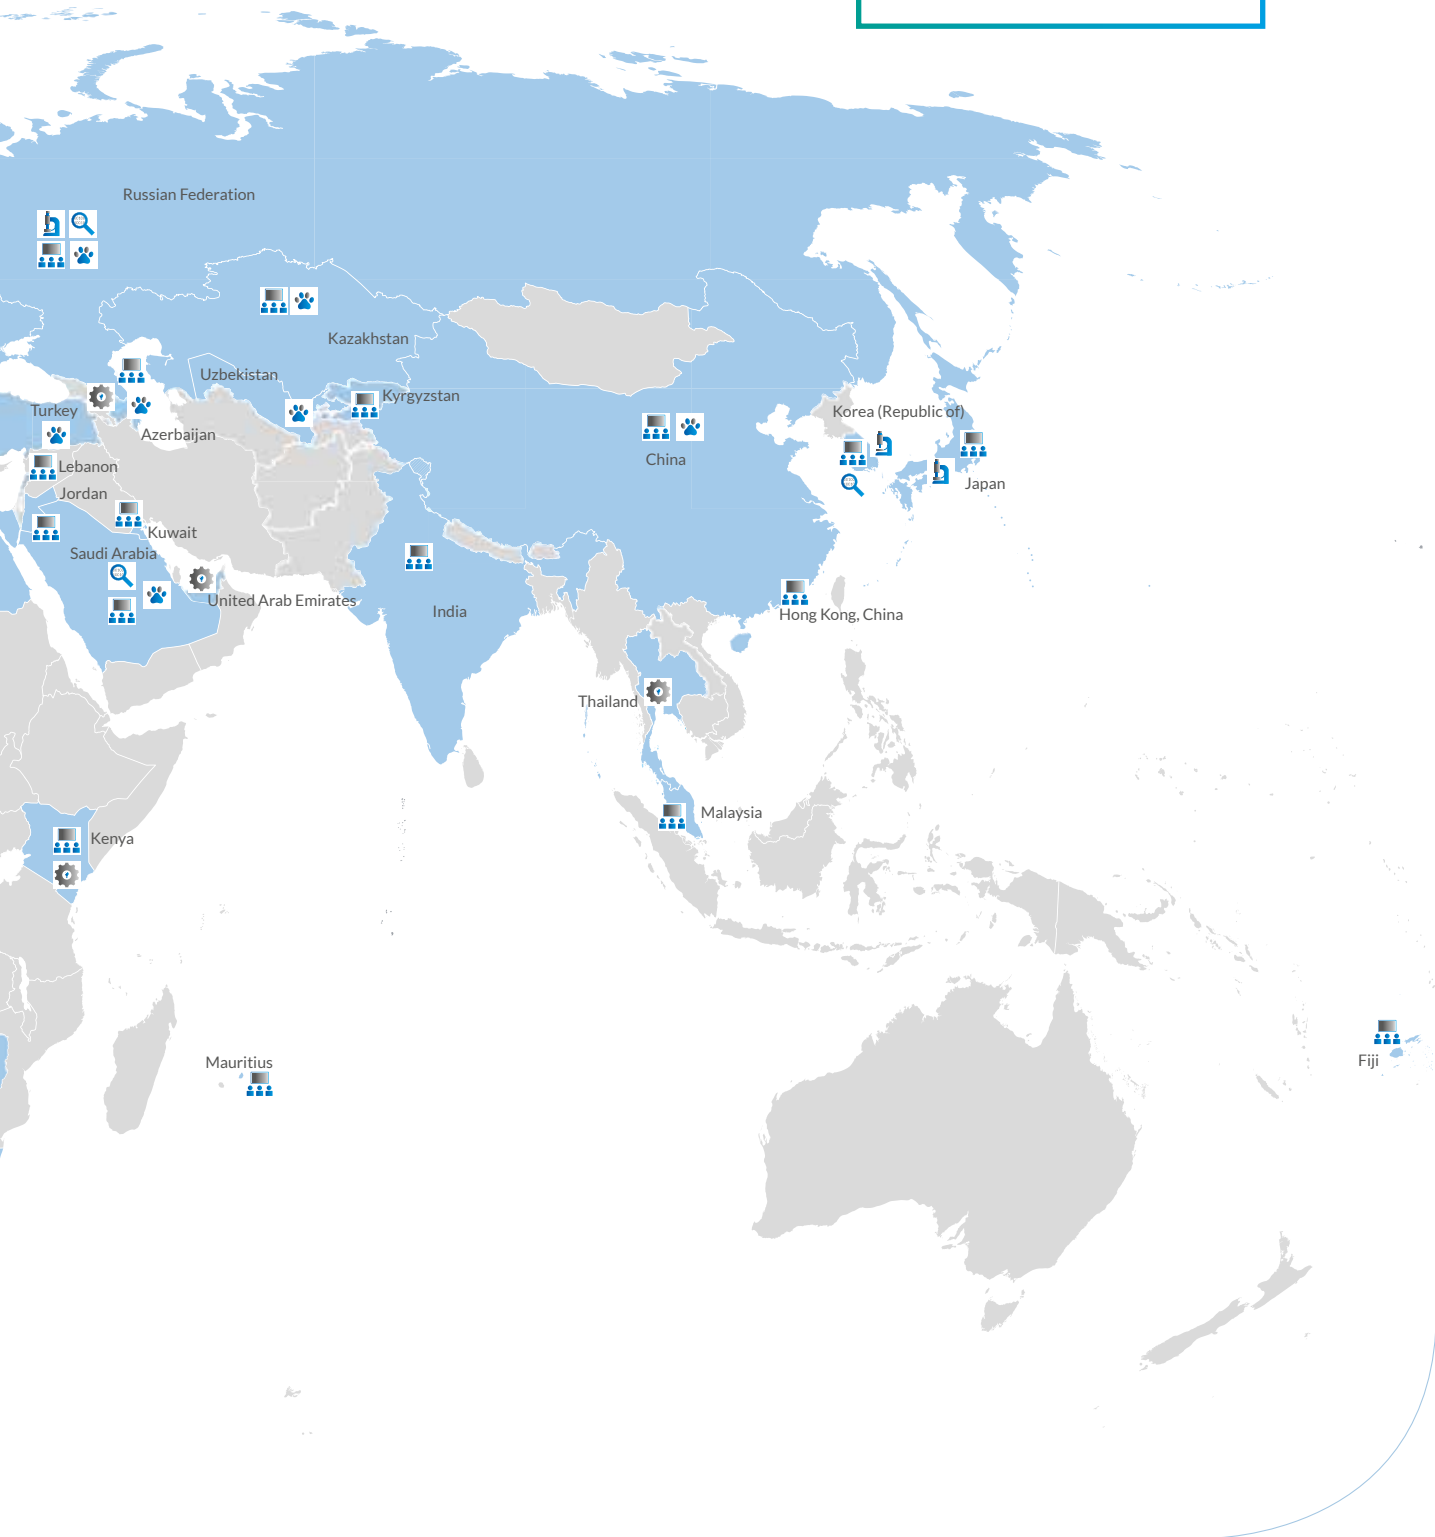 Russian Federation
Kazakhstan
Uzbekistan
Kyrgyzstan
Turkey
Korea (Republic of)
Azerbaijan
China
Lebanon
Jordan
Japan
Kuwait
Saudi Arabia
United Arab Emirates
India
Hong Kong, China
Thailand
Malaysia
Kenya
Mauritius
Fiji